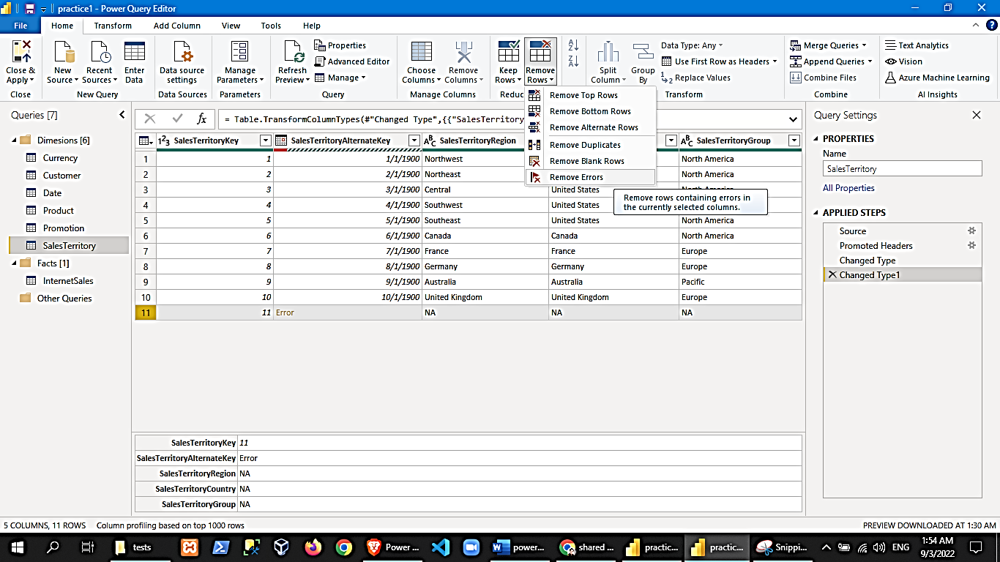 practice1 - Power Query Editor
File Home Transform Add Column View Tools Help
Close & Apply
New Source
Recent Sources
Enter Data
Data source settings
Manage Parameters
Refresh Preview
Properties
Advanced Editor
Manage
Choose Columns
Remove Columns
Keep Rows
Remove Rows
Split Column
Group By
Data Type: Any
Use First Row as Headers
Replace Values
Merge Queries
Append Queries
Combine Files
Text Analytics
Vision
Azure Machine Learning
Close New Query Data Sources Parameters Query Manage Columns Reduc Transform Combine AI Insights
Remove Top Rows
Remove Bottom Rows
Remove Alternate Rows
Remove Duplicates
Remove Blank Rows
Remove Errors
Remove rows containing errors in
the currently selected columns.
Queries [7]
Dimesions [6]
Currency
Customer
Date
Product
Promotion
SalesTerritory
Facts [1]
InternetSales
Other Queries
fx = Table.TransformColumnTypes(#"Changed Type",{{"SalesTerritory
SalesTerritoryKey SalesTerritoryAlternateKey SalesTerritoryRegion SalesTerritoryGroup
1 1 1/1/1900 Northwest North America
2 2 2/1/1900 Northeast North America
3 3 3/1/1900 Central United States North America
4 4 4/1/1900 Southwest United States
5 5 5/1/1900 Southeast United States North America
6 6 6/1/1900 Canada Canada North America
7 7 7/1/1900 France France Europe
8 8 8/1/1900 Germany Germany Europe
9 9 9/1/1900 Australia Australia Pacific
10 10 10/1/1900 United Kingdom United Kingdom Europe
11 11 Error NA NA NA
SalesTerritoryKey 11
SalesTerritoryAlternateKey Error
SalesTerritoryRegion NA
SalesTerritoryCountry NA
SalesTerritoryGroup NA
Query Settings
PROPERTIES
Name
SalesTerritory
All Properties
APPLIED STEPS
Source
Promoted Headers
Changed Type
Changed Type1
5 COLUMNS, 11 ROWS Column profiling based on top 1000 rows PREVIEW DOWNLOADED AT 1:30 AM
tests Power ... power... shared ... practic... practic... Snippi... ENG 1:54 AM
9/3/2022